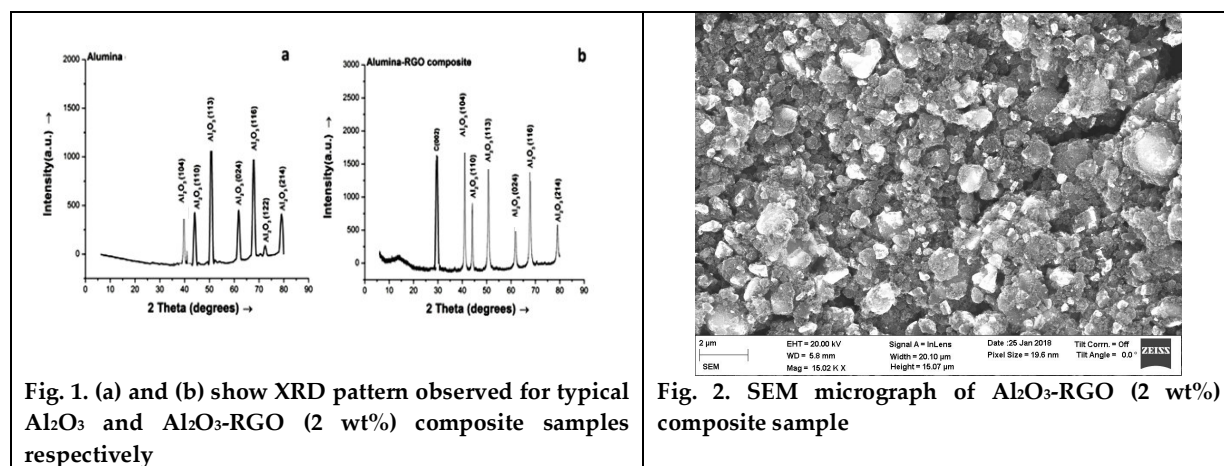 Alumina
a
2000
1500
1000
500
0
Intensity(a.u.) →
Al₂O₃(104)
Al₂O₃(110)
Al₂O₃(113)
Al₂O₃(024)
Al₂O₃(116)
Al₂O₃(122)
Al₂O₃(214)
0 10 20 30 40 50 60 70 80 90
2 Theta (degrees) →
Alumina-RGO composite
b
3000
2500
2000
1500
1000
500
0
Intensity(a.u.) →
C(002)
Al₂O₃(104)
Al₂O₃(110)
Al₂O₃(113)
Al₂O₃(024)
Al₂O₃(116)
Al₂O₃(214)
0 10 20 30 40 50 60 70 80 90
2 Theta (degrees) →
Fig. 1. (a) and (b) show XRD pattern observed for typical
Al₂O₃ and Al₂O₃-RGO (2 wt%) composite samples
respectively
2 µm EHT = 20.00 kV Signal A = InLens Date :25 Jan 2018 Tilt Corrn. = Off
WD = 5.8 mm Width = 20.10 µm Pixel Size = 19.6 nm Tilt Angle = 0.0°
SEM Mag = 15.02 K X Height = 15.07 µm
ZEISS
Fig. 2. SEM micrograph of Al₂O₃-RGO (2 wt%)
composite sample